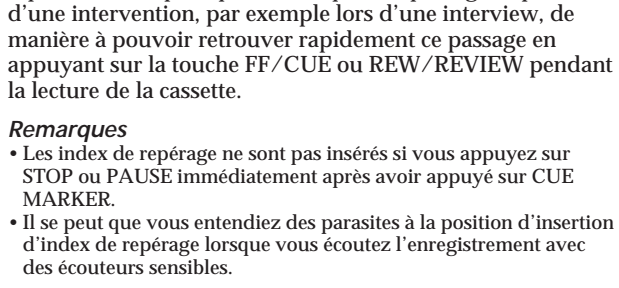 d'une intervention, par exemple lors d'une interview, de
manière à pouvoir retrouver rapidement ce passage en
appuyant sur la touche FF/CUE ou REW/REVIEW pendant
la lecture de la cassette.
Remarques
• Les index de repérage ne sont pas insérés si vous appuyez sur
STOP ou PAUSE immédiatement après avoir appuyé sur CUE
MARKER.
• Il se peut que vous entendiez des parasites à la position d'insertion
d'index de repérage lorsque vous écoutez l'enregistrement avec
des écouteurs sensibles.